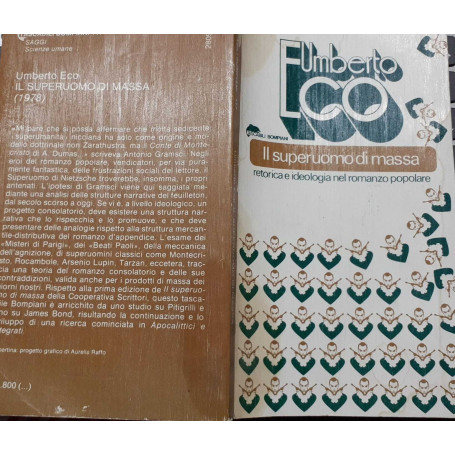 TASCABILI BOMPIANI
SAGGI
Scienze umane
Umberto Eco
IL SUPERUOMO DI MASSA
(1978)
«Mi pare che si possa affermare che molta sedicente
«superumanità» nicciana ha solo come origine e mo-
dello dottrinale non Zarathustra, ma il Conte di Monte-
cristo di A. Dumas...» scriveva Antonio Gramsci. Negli
eroi del romanzo popolare, vendicatori, per via pura-
mente fantastica, delle frustrazioni sociali del lettore, il
Superuomo di Nietzsche troverebbe, insomma, i propri
antenati. L'ipotesi di Gramsci viene qui saggiata me-
diante una analisi delle strutture narrative del feuilleton,
dal secolo scorso a oggi. Se vi è, a livello ideologico, un
progetto consolatorio, deve esistere una struttura nar-
rativa che lo rispecchia e lo promuove, e che deve
presentare delle analogie rispetto alla struttura mercan-
tile-distributiva del romanzo d'appendice. L'esame dei
«Misteri di Parigi», dei «Beati Paoli», della meccanica
dell'agnizione, di superuomini classici come Montecri-
sto, Rocambole, Arsenio Lupin, Tarzan, eccetera, trac-
cia una teoria del romanzo consolatorio e delle sue
contraddizioni, valida anche per i prodotti di massa dei
giorni nostri. Rispetto alla prima edizione de Il superuo-
mo di massa della Cooperativa Scrittori, questo tasca-
bile Bompiani è arricchito da uno studio su Pitigrilli e
uno su James Bond, risultando la continuazione e lo
sviluppo di una ricerca cominciata in Apocalittici e
integrati.
copertina: progetto grafico di Aurelia Raffo
.800 (...)
Umberto
Eco
TASCABILI BOMPIANI
Il superuomo di massa
retorica e ideologia nel romanzo popolare